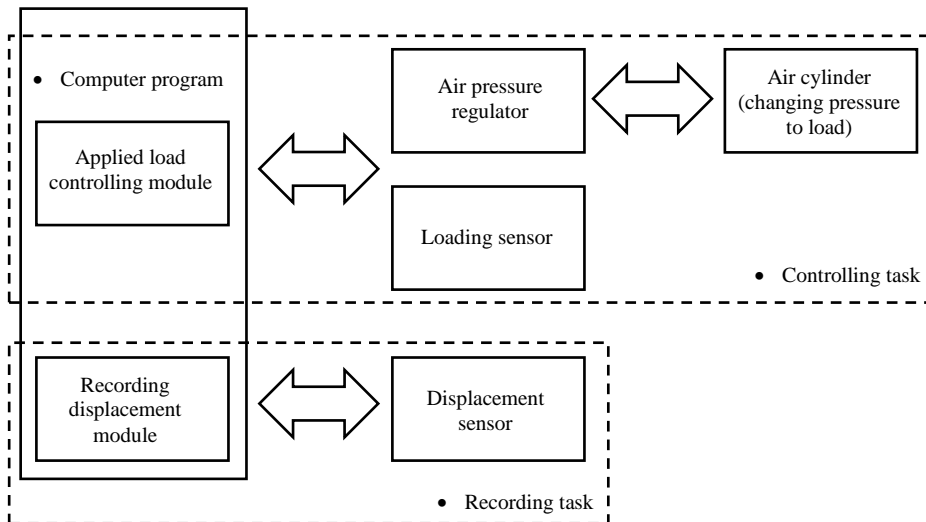 • Computer program
Applied load
controlling module
Air pressure
regulator
Air cylinder
(changing pressure
to load)
Loading sensor
• Controlling task
Recording
displacement
module
Displacement
sensor
• Recording task